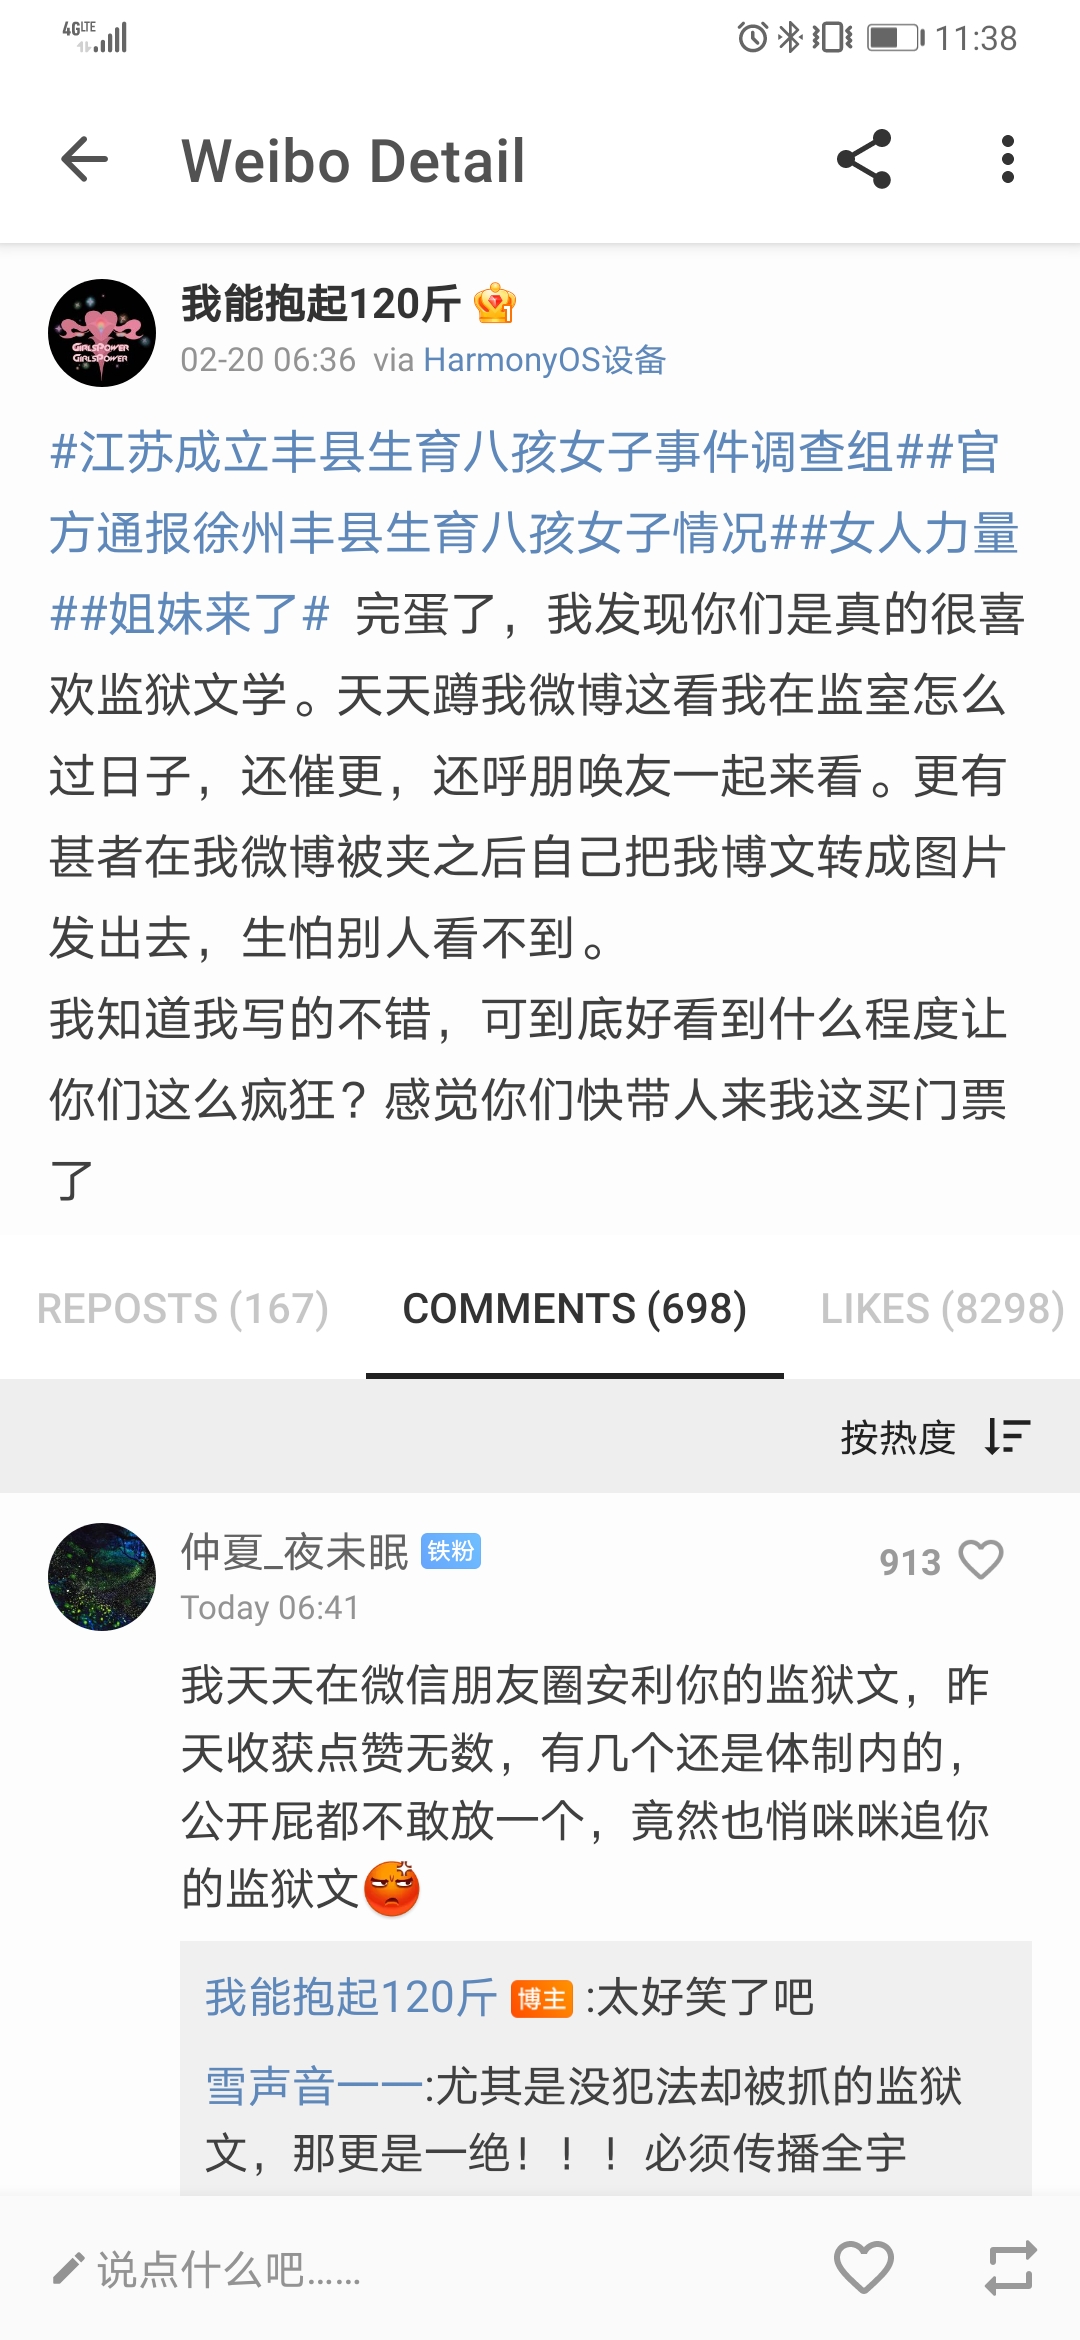 4G LTE 11:38
Weibo Detail
我能抱起120斤
02-20 06:36 via HarmonyOS设备
GIRLSPOWER
GIRLSPOWER
#江苏成立丰县生育八孩女子事件调查组##官
方通报徐州丰县生育八孩女子情况##女人力量
##姐妹来了# 完蛋了，我发现你们是真的很喜
欢监狱文学。天天蹲我微博这看我在监室怎么
过日子，还催更，还呼朋唤友一起来看。更有
甚者在我微博被夹之后自己把我博文转成图片
发出去，生怕别人看不到。
我知道我写的不错，可到底好看到什么程度让
你们这么疯狂？感觉你们快带人来我这买门票
了
REPOSTS (167) COMMENTS (698) LIKES (8298)
按热度
仲夏_夜未眠 铁粉 913
Today 06:41
我天天在微信朋友圈安利你的监狱文，昨
天收获点赞无数，有几个还是体制内的，
公开屁都不敢放一个，竟然也悄咪咪追你
的监狱文
我能抱起120斤 博主 :太好笑了吧
雪声音一一:尤其是没犯法却被抓的监狱
文，那更是一绝！！！必须传播全宇
说点什么吧......